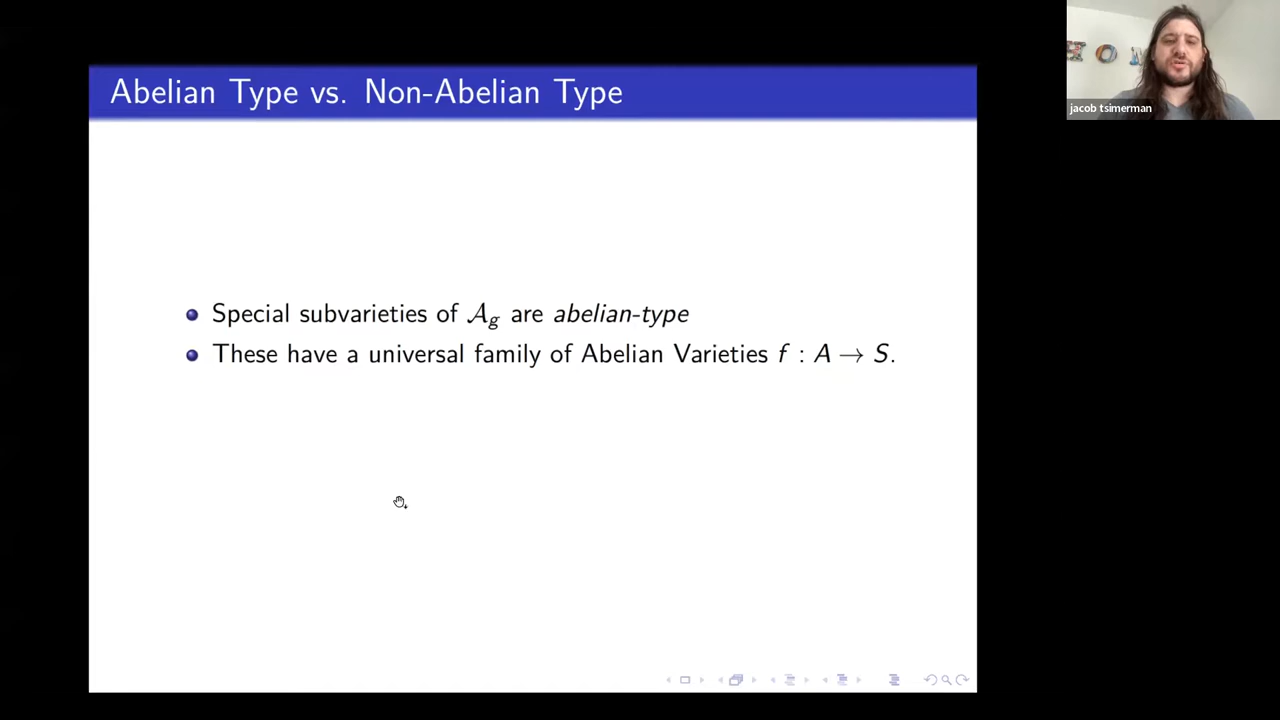 Abelian Type vs. Non-Abelian Type
Special subvarieties of 𝒜_g are abelian-type
These have a universal family of Abelian Varieties f : A → S.
jacob tsimerman